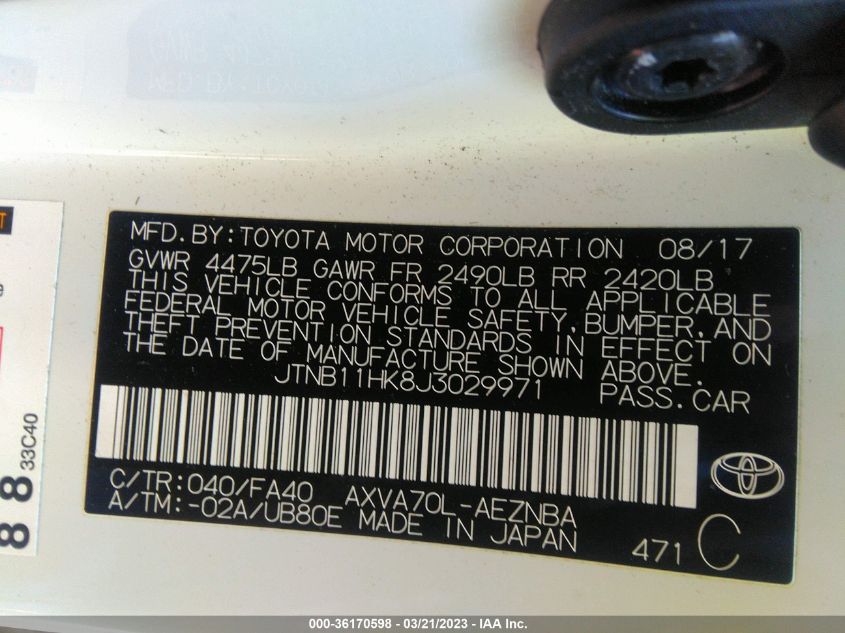 MFD.BY:TOYOTA MOTOR CORPORATION 08/17
GVWR 4475LB GAWR FR 2490LB RR 2420LB
THIS VEHICLE CONFORMS TO ALL APPLICABLE
FEDERAL MOTOR VEHICLE SAFETY,BUMPER,AND
THEFT PREVENTION STANDARDS IN EFFECT ON
THE DATE OF MANUFACTURE SHOWN ABOVE.
JTNB11HK8J3029971 PASS.CAR
C/TR:040/FA40 AXVA70L-AEZNBA
A/TM:-02A/UB80E MADE IN JAPAN
471 C
88
33C40
000-36170598 - 03/21/2023 - IAA Inc.